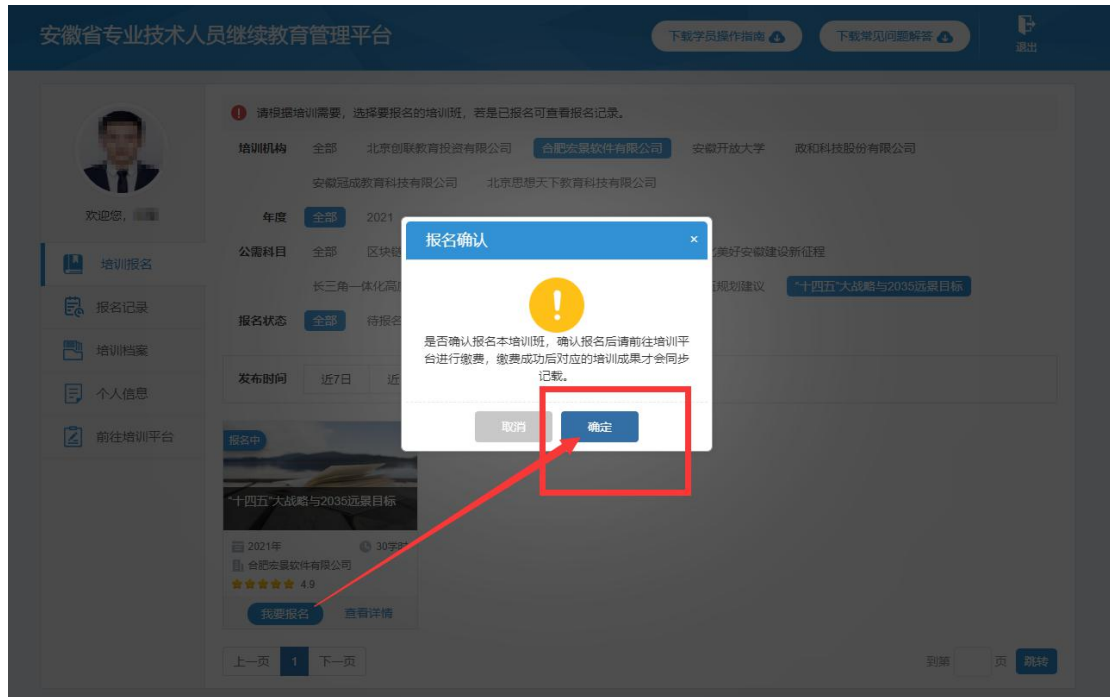 安徽省专业技术人员继续教育管理平台
下载学员操作指南
下载常见问题解答
退出
请根据培训需要，选择要报名的培训班，若是已报名可查看报名记录。
培训机构 全部 北京创联教育投资有限公司 合肥宏景软件有限公司 安徽开放大学 政和科技股份有限公司
安徽冠成教育科技有限公司 北京思想天下教育科技有限公司
欢迎您，
年度 全部 2021
报名确认 ×
公需科目 全部 区块链 美好安徽建设新征程
长三角一体化高 规划建议 “十四五”大战略与2035远景目标
报名状态 全部 待报名
是否确认报名本培训班，确认报名后请前往培训平
台进行缴费，缴费成功后对应的培训成果才会同步
记载。
取消 确定
发布时间 近7日 近
培训报名
报名记录
培训档案
个人信息
前往培训平台
报名中
“十四五”大战略与2035远景目标
2021年 30学时
合肥宏景软件有限公司
4.9
我要报名 查看详情
上一页 1 下一页
到第 页 跳转